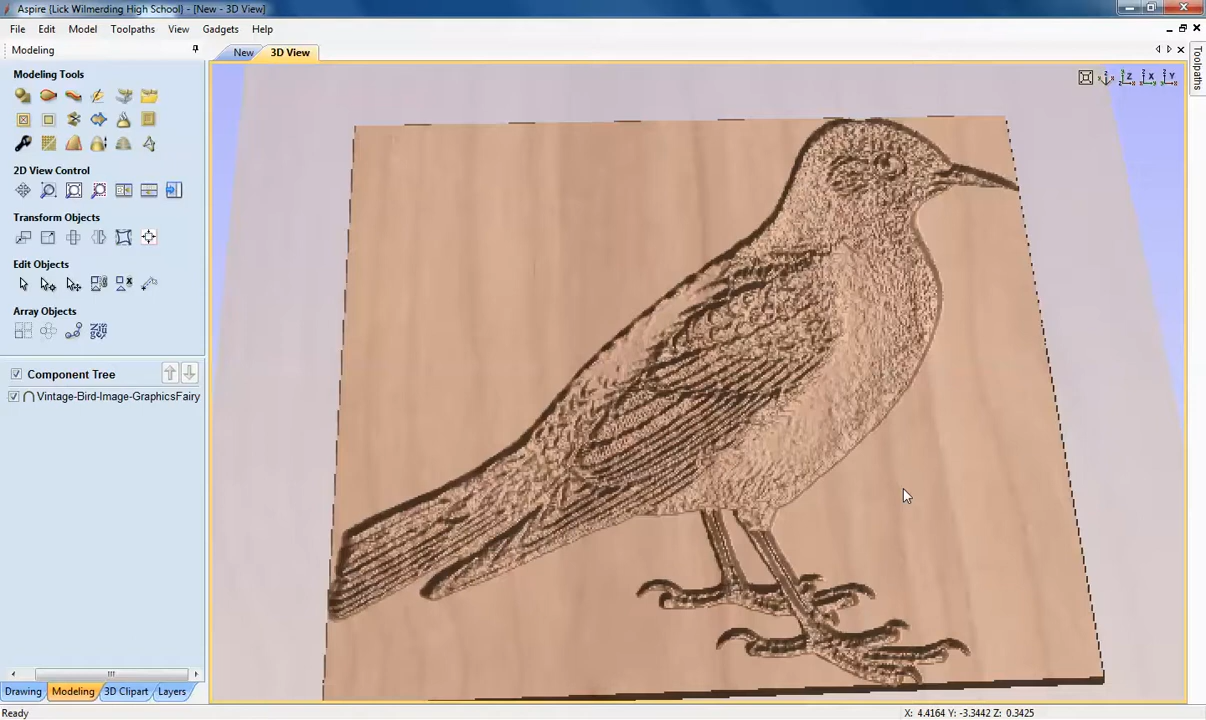 Aspire {Lick Wilmerding High School} - [New - 3D View]
File Edit Model Toolpaths View Gadgets Help
Modeling
New 3D View
Toolpaths
Modeling Tools
2D View Control
Transform Objects
Edit Objects
Array Objects
Component Tree
Vintage-Bird-Image-GraphicsFairy
Drawing Modeling 3D Clipart Layers
Ready
X: 4.4164 Y: -3.3442 Z: 0.3425